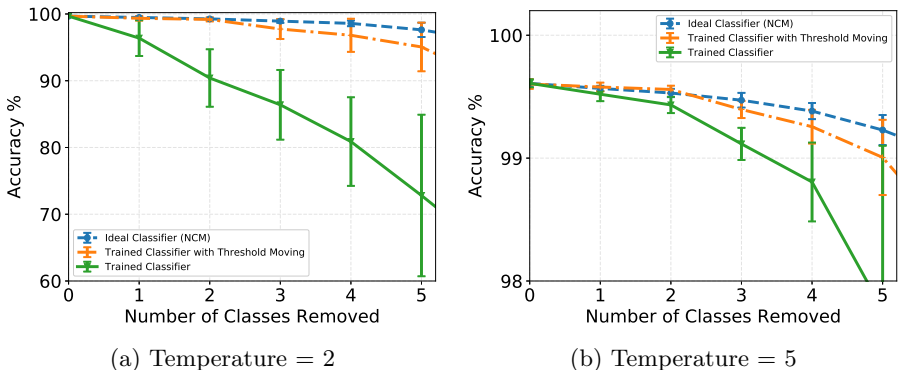 100
90
80
70
60
Accuracy %
Ideal Classifier (NCM)
Trained Classifier with Threshold Moving
Trained Classifier
0 1 2 3 4 5
Number of Classes Removed
(a) Temperature = 2
100
99
98
Accuracy %
Ideal Classifier (NCM)
Trained Classifier with Threshold Moving
Trained Classifier
0 1 2 3 4 5
Number of Classes Removed
(b) Temperature = 5